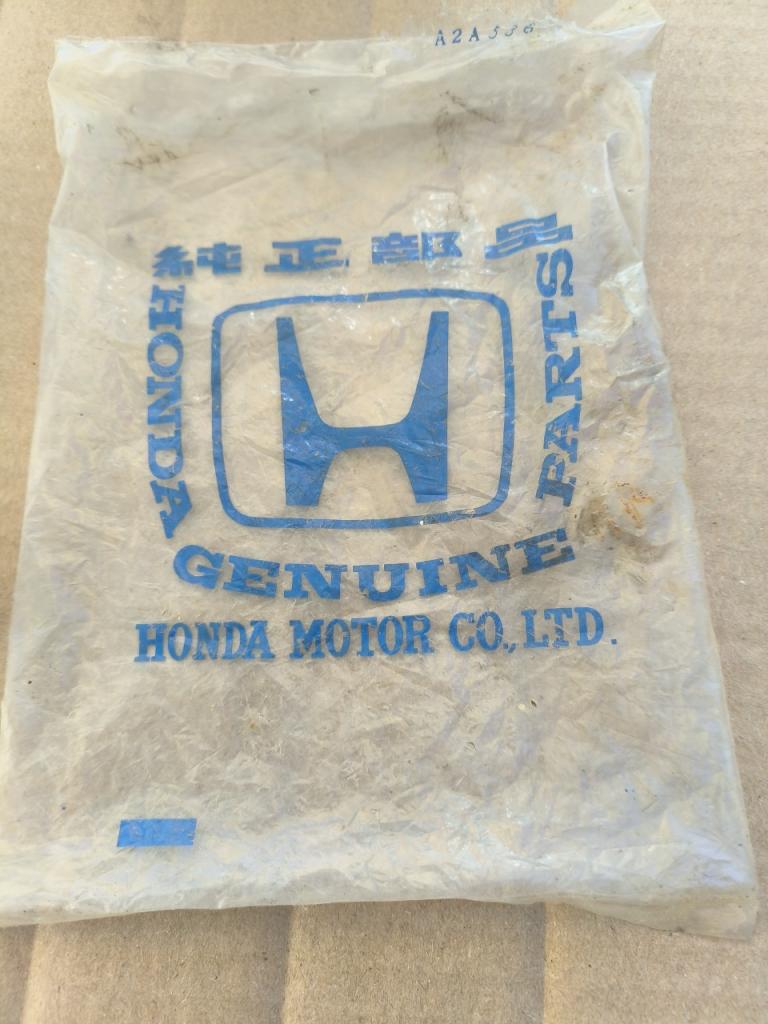 A2A536
純正部品
HONDA
PARTS
GENUINE
HONDA MOTOR CO., LTD.